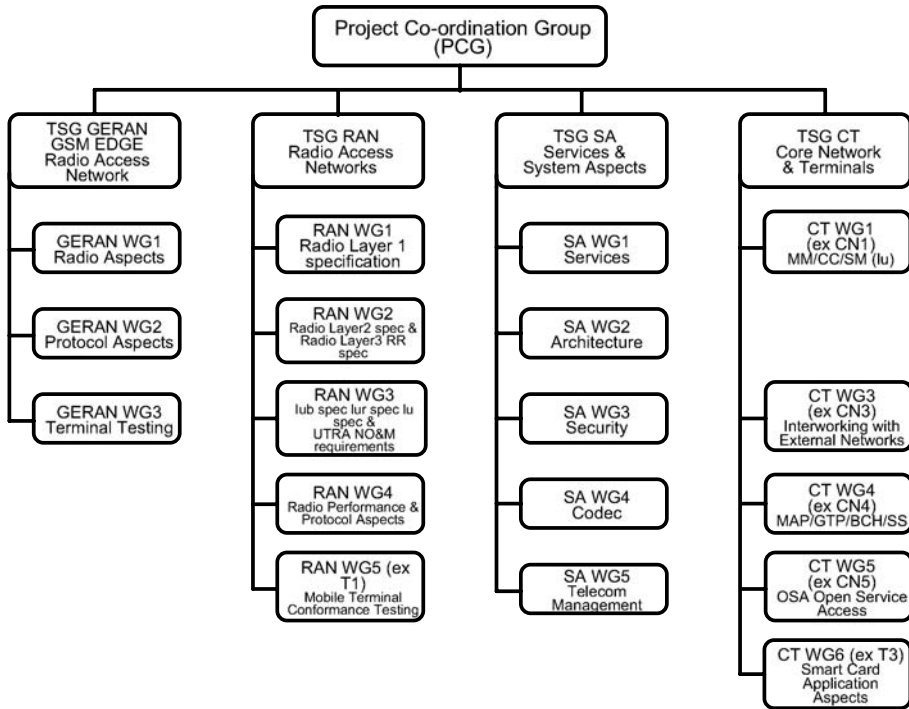 Project Co-ordination Group
(PCG)
TSG GERAN
GSM EDGE
Radio Access
Network
GERAN WG1
Radio Aspects
GERAN WG2
Protocol Aspects
GERAN WG3
Terminal Testing
TSG RAN
Radio Access
Networks
RAN WG1
Radio Layer 1
specification
RAN WG2
Radio Layer2 spec &
Radio Layer3 RR
spec
RAN WG3
Iub spec Iur spec Iu
spec &
UTRA NO&M
requirements
RAN WG4
Radio Performance &
Protocol Aspects
RAN WG5 (ex
T1)
Mobile Terminal
Conformance Testing
TSG SA
Services &
System Aspects
SA WG1
Services
SA WG2
Architecture
SA WG3
Security
SA WG4
Codec
SA WG5
Telecom
Management
TSG CT
Core Network
& Terminals
CT WG1
(ex CN1)
MM/CC/SM (Iu)
CT WG3
(ex CN3)
Interworking with
External Networks
CT WG4
(ex CN4)
MAP/GTP/BCH/SS
CT WG5
(ex CN5)
OSA Open Service
Access
CT WG6 (ex T3)
Smart Card
Application
Aspects